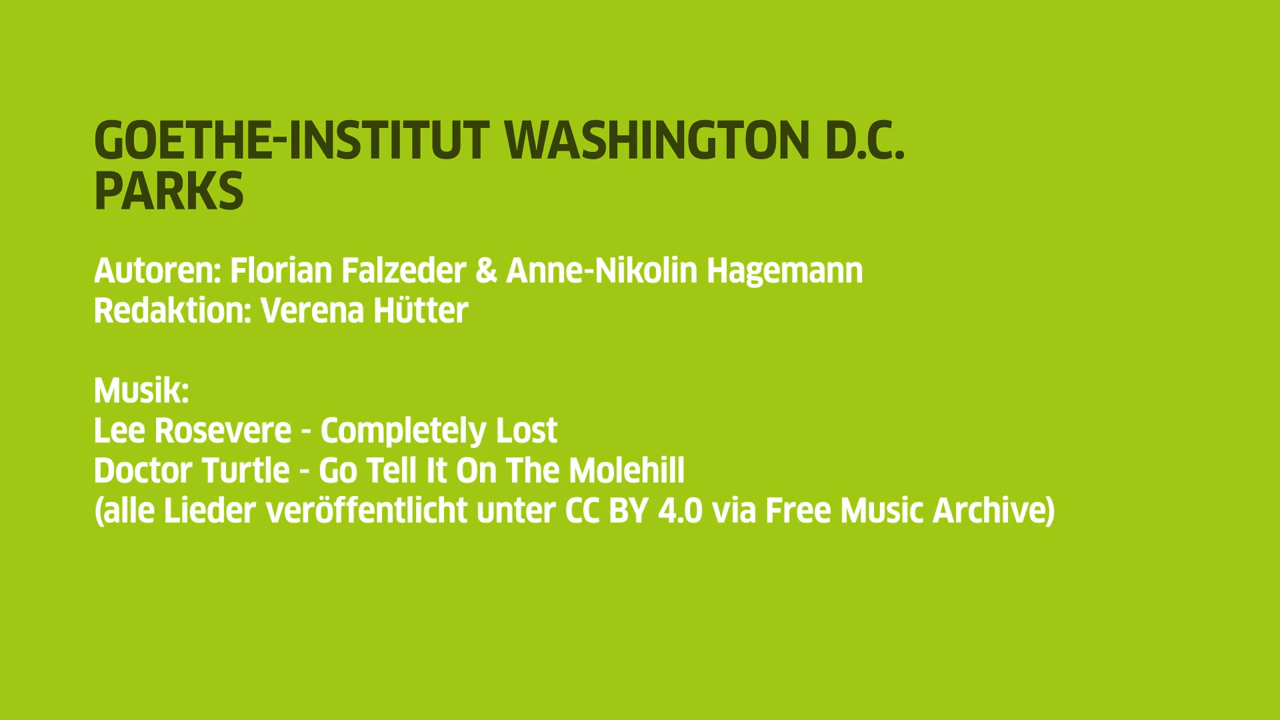 GOETHE-INSTITUT WASHINGTON D.C.
PARKS
Autoren: Florian Falzeder & Anne-Nikolin Hagemann
Redaktion: Verena Hütter
Musik:
Lee Rosevere - Completely Lost
Doctor Turtle - Go Tell It On The Molehill
(alle Lieder veröffentlicht unter CC BY 4.0 via Free Music Archive)